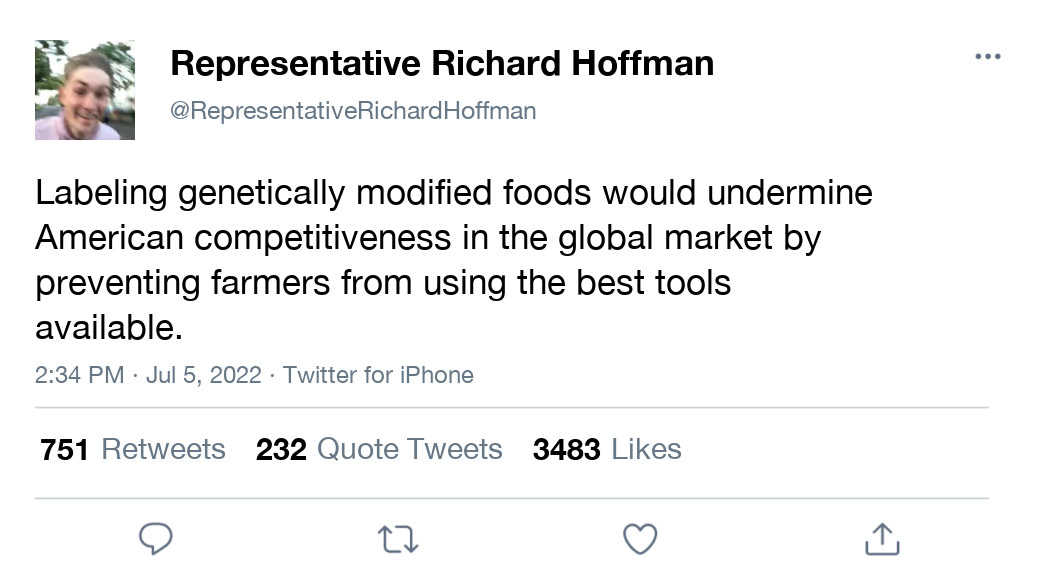 Representative Richard Hoffman
@RepresentativeRichardHoffman
Labeling genetically modified foods would undermine
American competitiveness in the global market by
preventing farmers from using the best tools
available.
2:34 PM · Jul 5, 2022 · Twitter for iPhone
751 Retweets 232 Quote Tweets 3483 Likes